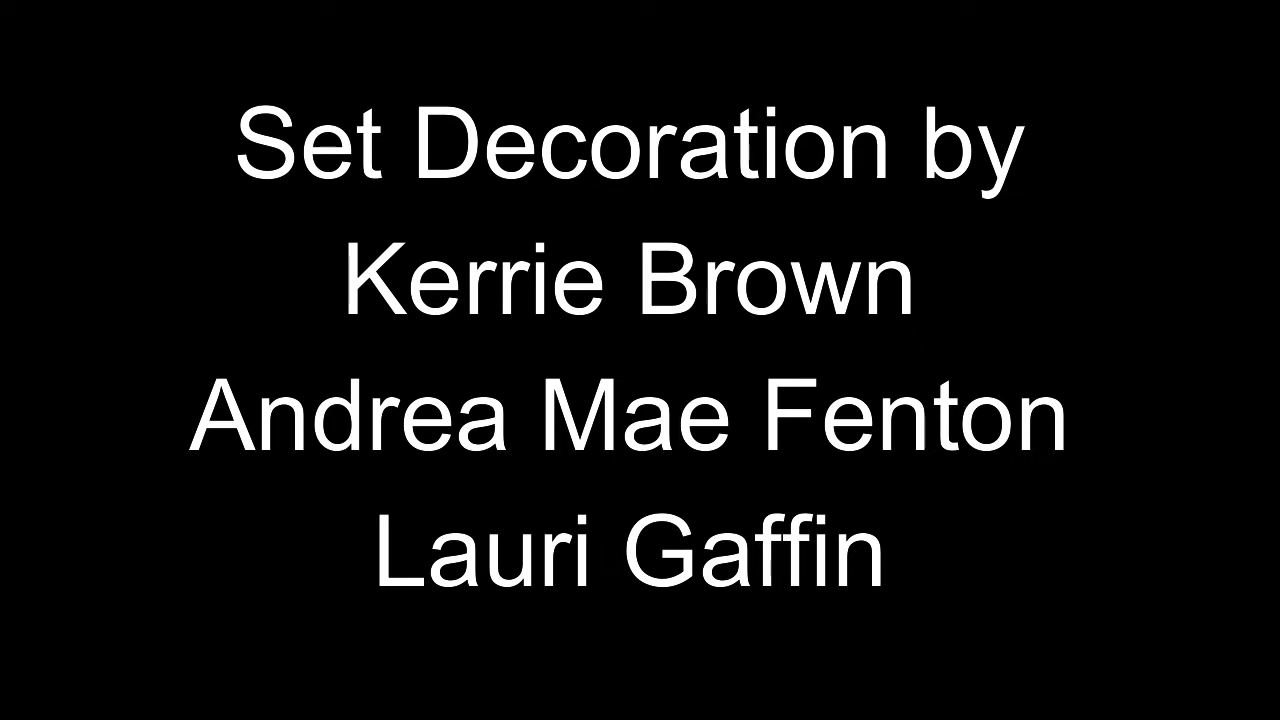 Set Decoration by
Kerrie Brown
Andrea Mae Fenton
Lauri Gaffin